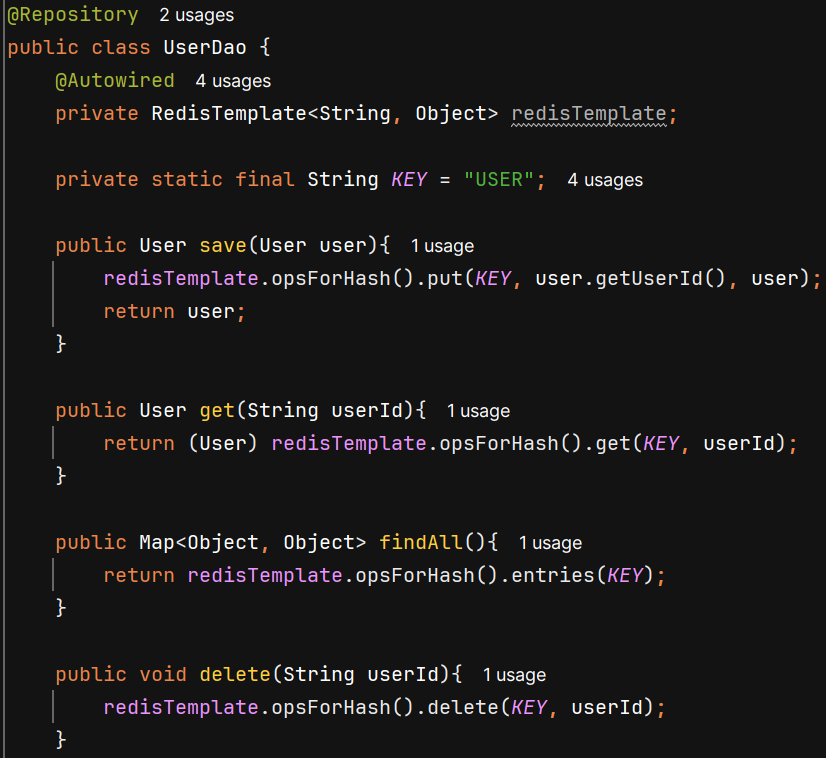 @Repository 2 usages
public class UserDao {
@Autowired 4 usages
private RedisTemplate<String, Object> redisTemplate;
private static final String KEY = "USER"; 4 usages
public User save(User user){ 1 usage
redisTemplate.opsForHash().put(KEY, user.getUserId(), user);
return user;
}
public User get(String userId){ 1 usage
return (User) redisTemplate.opsForHash().get(KEY, userId);
}
public Map<Object, Object> findAll(){ 1 usage
return redisTemplate.opsForHash().entries(KEY);
}
public void delete(String userId){ 1 usage
redisTemplate.opsForHash().delete(KEY, userId);
}